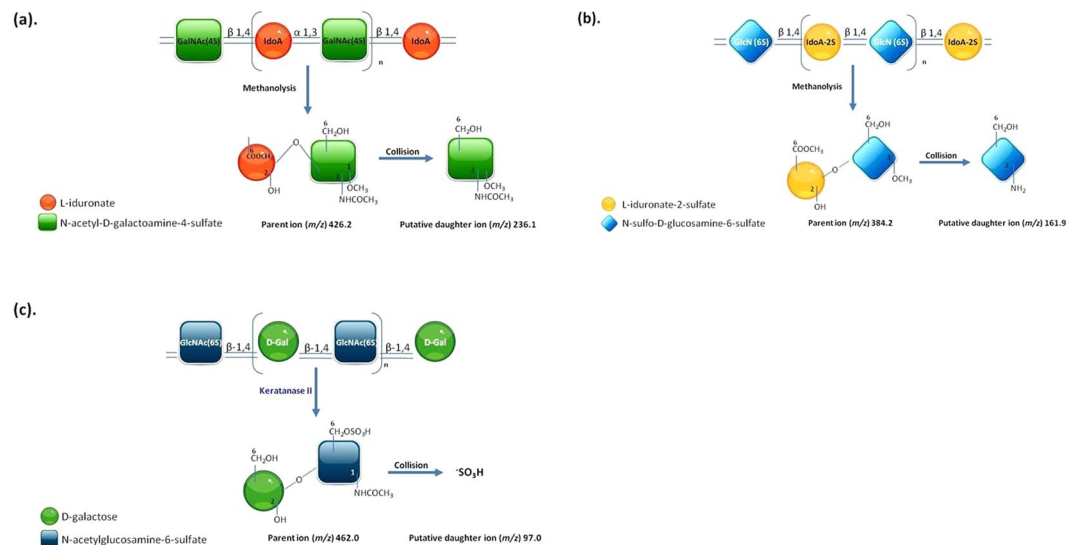 (a).
β 1,4
α 1,3
β 1,4
GalNAc(4S)
IdoA
GalNAc(4S)
IdoA
n
Methanolysis
6
COOCH₃
2
OH
O
6
CH₂OH
1
2
OCH₃
NHCOCH₃
Collision
6
CH₂OH
2
OCH₃
NHCOCH₃
L-iduronate
N-acetyl-D-galactoamine-4-sulfate
Parent ion (m/z) 426.2
Putative daughter ion (m/z) 236.1
(b).
β 1,4
β 1,4
β 1,4
GlcN (6S)
IdoA-2S
GlcN (6S)
IdoA-2S
n
Methanolysis
6
COOCH₃
2
OH
O
6
CH₂OH
1
OCH₃
Collision
6
CH₂OH
2
NH₂
L-iduronate-2-sulfate
N-sulfo-D-glucosamine-6-sulfate
Parent ion (m/z) 384.2
Putative daughter ion (m/z) 161.9
(c).
GlcNAc(6S)
D-Gal
GlcNAc(6S)
D-Gal
β-1,4
β-1,4
β-1,4
n
Keratanase II
6
CH₂OH
2
OH
O
6
CH₂OSO₃H
1
NHCOCH₃
Collision
⁻SO₃H
D-galactose
N-acetylglucosamine-6-sulfate
Parent ion (m/z) 462.0
Putative daughter ion (m/z) 97.0